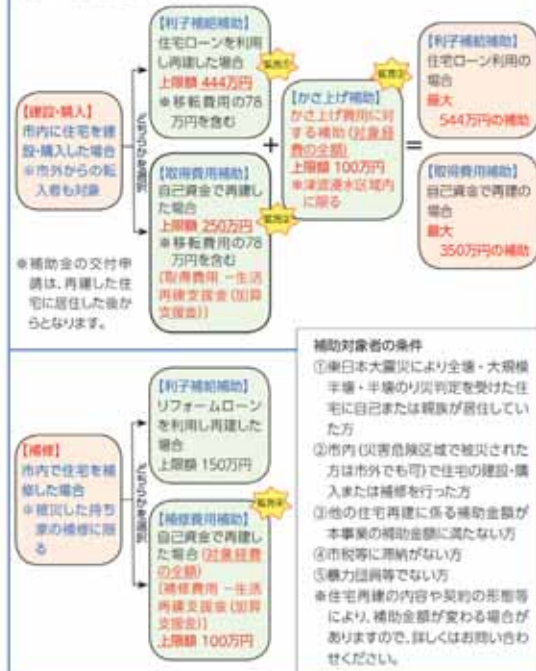 【建設・購入】
市内に住宅を建
設・購入した場合
※市外からの転
入者も対象
どちらかを選択
【利子補給補助】
住宅ローンを利用
し再建した場合
上限額 444万円
※移転費用の78
万円を含む
拡充①
【取得費用補助】
自己資金で再建し
た場合
上限額 250万円
※移転費用の78
万円を含む
[取得費用 −生活
再建支援金(加算
支援金)]
拡充②
+
【かさ上げ補助】
かさ上げ費用に対
する補助(対象経
費の全額)
上限額 100万円
※津波浸水区域内
に限る
拡充③
=
【利子補給補助】
住宅ローン利用の
場合
最大
544万円の補助
【取得費用補助】
自己資金で再建の
場合
最大
350万円の補助
※補助金の交付申
請は、再建した住
宅に居住した後か
らとなります。
【補修】
市内で住宅を補
修した場合
※被災した持ち
家の補修に限
る
どちらかを選択
【利子補給補助】
リフォームローン
を利用し再建した
場合
上限額 150万円
【補修費用補助】
自己資金で再建し
た場合(対象経費
の全額)
[補修費用 −生活
再建支援金(加算
支援金)]
上限額 100万円
拡充④
補助対象者の条件
①東日本大震災により全壊・大規模
半壊・半壊のり災判定を受けた住
宅に自己または親族が居住してい
た方
②市内(災害危険区域で被災された
方は市外でも可)で住宅の建設・購
入または補修を行った方
③他の住宅再建に係る補助金額が
本事業の補助金額に満たない方
④市税等に滞納がない方
⑤暴力団員等でない方
※住宅再建の内容や契約の形態等
により、補助金額が変わる場合が
ありますので、詳しくはお問い合わ
せください。